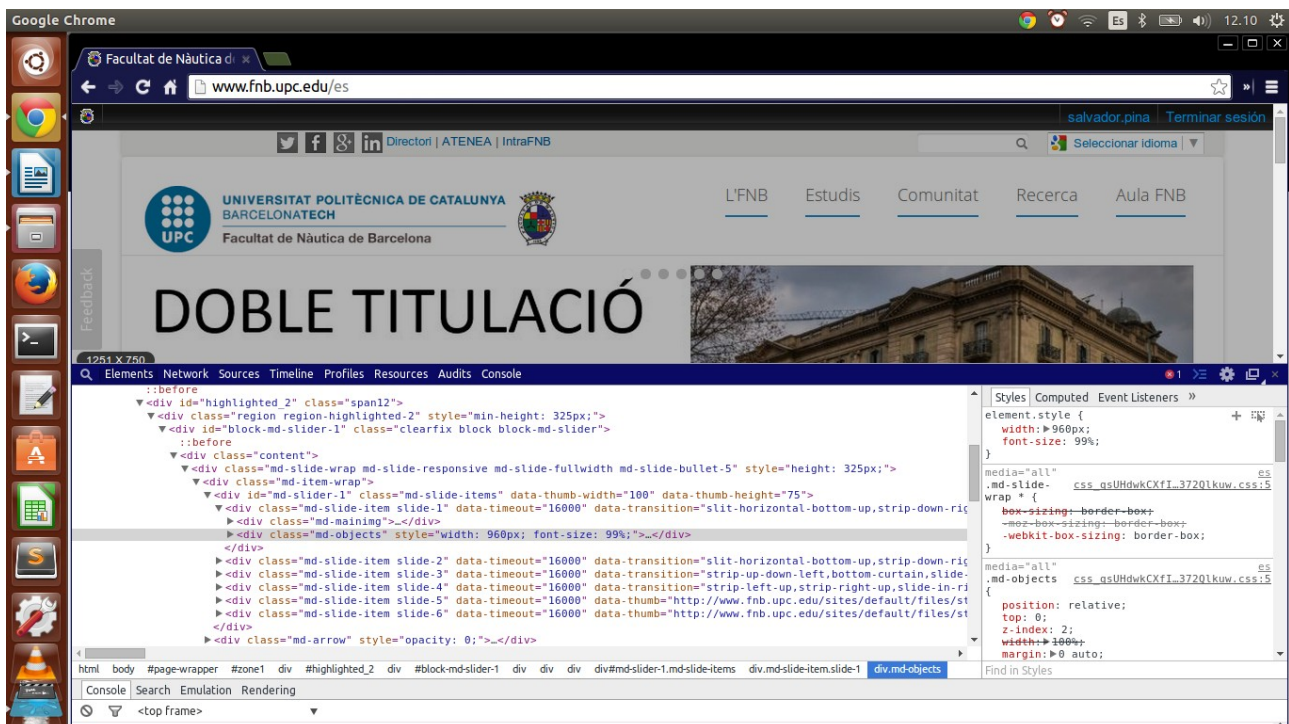 Google Chrome
Es
12.10
Facultat de Nàutica d
www.fnb.upc.edu/es
salvador.pina Terminar sesión
Directori | ATENEA | IntraFNB
Seleccionar idioma
UNIVERSITAT POLITÈCNICA DE CATALUNYA
BARCELONATECH
Facultat de Nàutica de Barcelona
UPC
L'FNB Estudis Comunitat Recerca Aula FNB
Feedback
DOBLE TITULACIÓ
1251 X 750
Elements Network Sources Timeline Profiles Resources Audits Console
1
::before
▼<div id="highlighted_2" class="span12">
▼<div class="region region-highlighted-2" style="min-height: 325px;">
▼<div id="block-md-slider-1" class="clearfix block block-md-slider">
::before
▼<div class="content">
▼<div class="md-slide-wrap md-slide-responsive md-slide-fullwidth md-slide-bullet-5" style="height: 325px;">
▼<div class="md-item-wrap">
▼<div id="md-slider-1" class="md-slide-items" data-thumb-width="100" data-thumb-height="75">
▼<div class="md-slide-item slide-1" data-timeout="16000" data-transition="slit-horizontal-bottom-up,strip-down-rig
▶<div class="md-mainimg">…</div>
▶<div class="md-objects" style="width: 960px; font-size: 99%;">…</div>
</div>
▶<div class="md-slide-item slide-2" data-timeout="16000" data-transition="slit-horizontal-bottom-up,strip-down-rig
▶<div class="md-slide-item slide-3" data-timeout="16000" data-transition="strip-up-down-left,bottom-curtain,slide-
▶<div class="md-slide-item slide-4" data-timeout="16000" data-transition="strip-left-up,strip-right-up,slide-in-ri
▶<div class="md-slide-item slide-5" data-timeout="16000" data-thumb="http://www.fnb.upc.edu/sites/default/files/st
▶<div class="md-slide-item slide-6" data-timeout="16000" data-thumb="http://www.fnb.upc.edu/sites/default/files/st
</div>
▶<div class="md-arrow" style="opacity: 0;">…</div>
html body #page-wrapper #zone1 div #highlighted_2 div #block-md-slider-1 div div div div#md-slider-1.md-slide-items div.md-slide-item.slide-1 div.md-objects
Styles Computed Event Listeners »
element.style {
width:▶960px;
font-size: 99%;
}
media="all" es
.md-slide- css_qsUHdwkCXfI…372Qlkuw.css:5
wrap * {
box-sizing: border-box;
-moz-box-sizing: border-box;
-webkit-box-sizing: border-box;
}
media="all" es
.md-objects css_qsUHdwkCXfI…372Qlkuw.css:5
{
position: relative;
top: 0;
z-index: 2;
width:▶100%;
margin:▶0 auto;
Find in Styles
Console Search Emulation Rendering
<top frame>